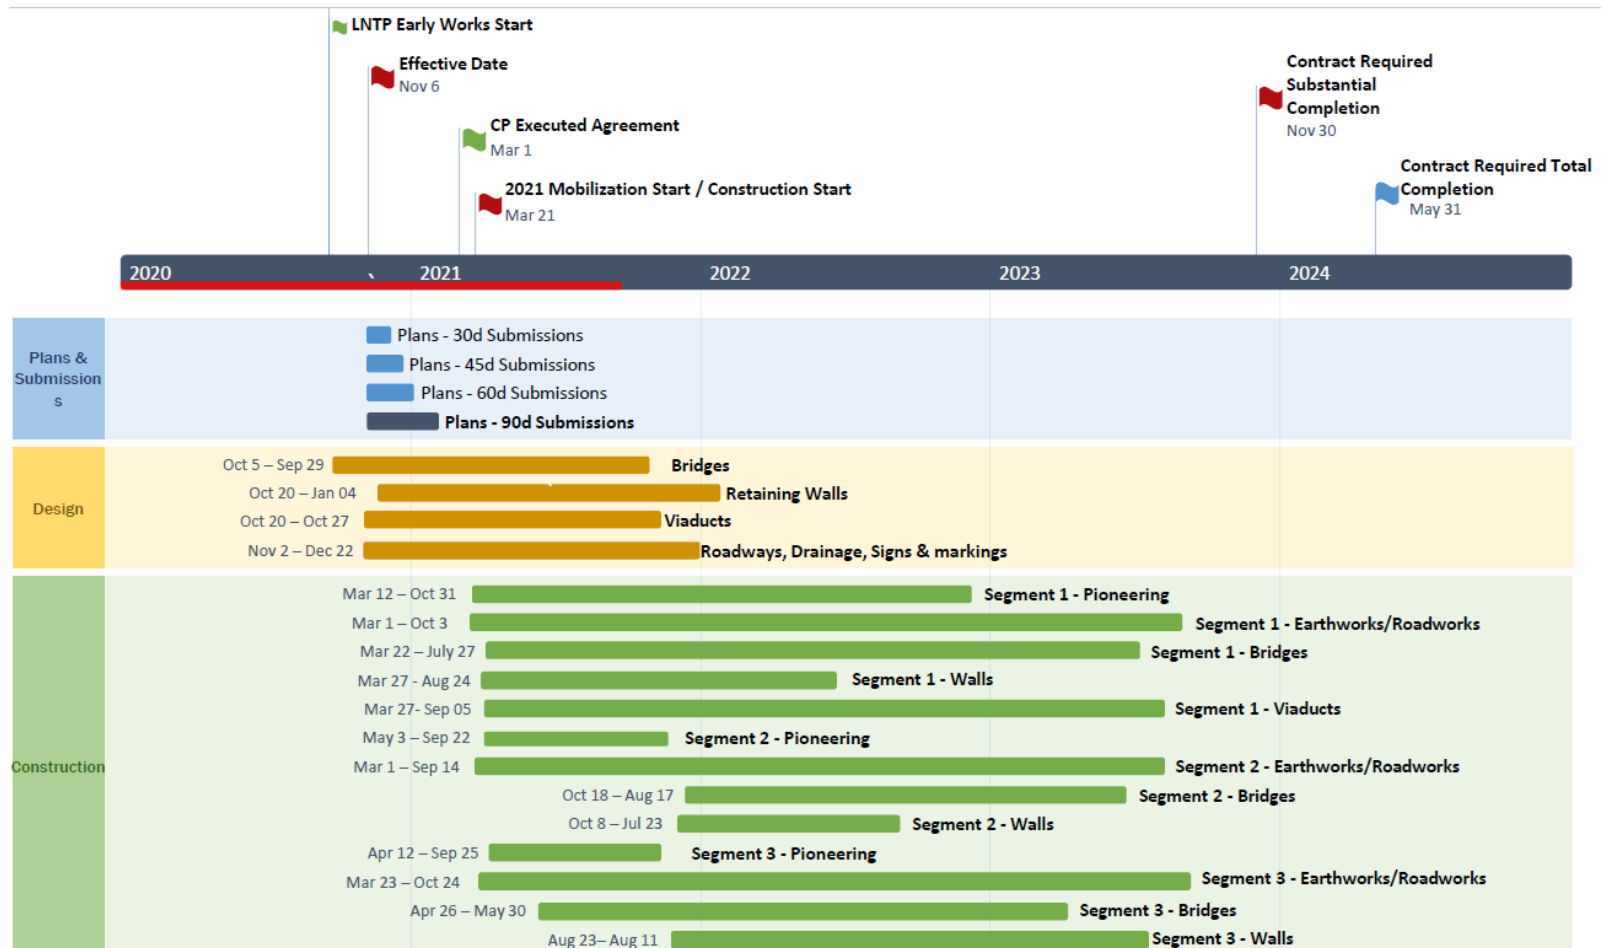 LNTP Early Works Start
Effective Date
Nov 6
CP Executed Agreement
Mar 1
2021 Mobilization Start / Construction Start
Mar 21
Contract Required
Substantial
Completion
Nov 30
Contract Required Total
Completion
May 31
2020 ` 2021 2022 2023 2024
Plans &
Submission
s
Plans - 30d Submissions
Plans - 45d Submissions
Plans - 60d Submissions
Plans - 90d Submissions
Design
Oct 5 – Sep 29 Bridges
Oct 20 – Jan 04 Retaining Walls
Oct 20 – Oct 27 Viaducts
Nov 2 – Dec 22 Roadways, Drainage, Signs & markings
Construction
Mar 12 – Oct 31 Segment 1 - Pioneering
Mar 1 – Oct 3 Segment 1 - Earthworks/Roadworks
Mar 22 – July 27 Segment 1 - Bridges
Mar 27 - Aug 24 Segment 1 - Walls
Mar 27- Sep 05 Segment 1 - Viaducts
May 3 – Sep 22 Segment 2 - Pioneering
Mar 1 – Sep 14 Segment 2 - Earthworks/Roadworks
Oct 18 – Aug 17 Segment 2 - Bridges
Oct 8 – Jul 23 Segment 2 - Walls
Apr 12 – Sep 25 Segment 3 - Pioneering
Mar 23 – Oct 24 Segment 3 - Earthworks/Roadworks
Apr 26 – May 30 Segment 3 - Bridges
Aug 23– Aug 11 Segment 3 - Walls